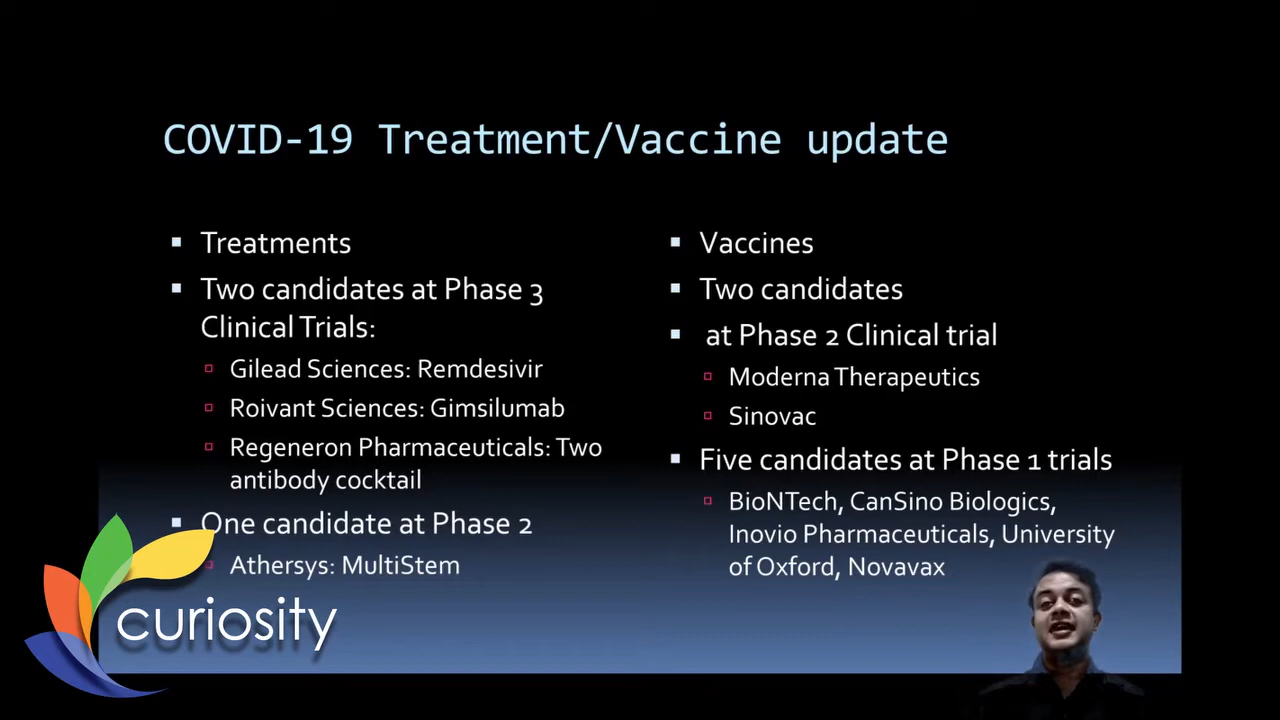 COVID-19 Treatment/Vaccine update
Treatments
Two candidates at Phase 3
Clinical Trials:
Gilead Sciences: Remdesivir
Roivant Sciences: Gimsilumab
Regeneron Pharmaceuticals: Two
antibody cocktail
One candidate at Phase 2
Athersys: MultiStem
Vaccines
Two candidates
at Phase 2 Clinical trial
Moderna Therapeutics
Sinovac
Five candidates at Phase 1 trials
BioNTech, CanSino Biologics,
Inovio Pharmaceuticals, University
of Oxford, Novavax
curiosity